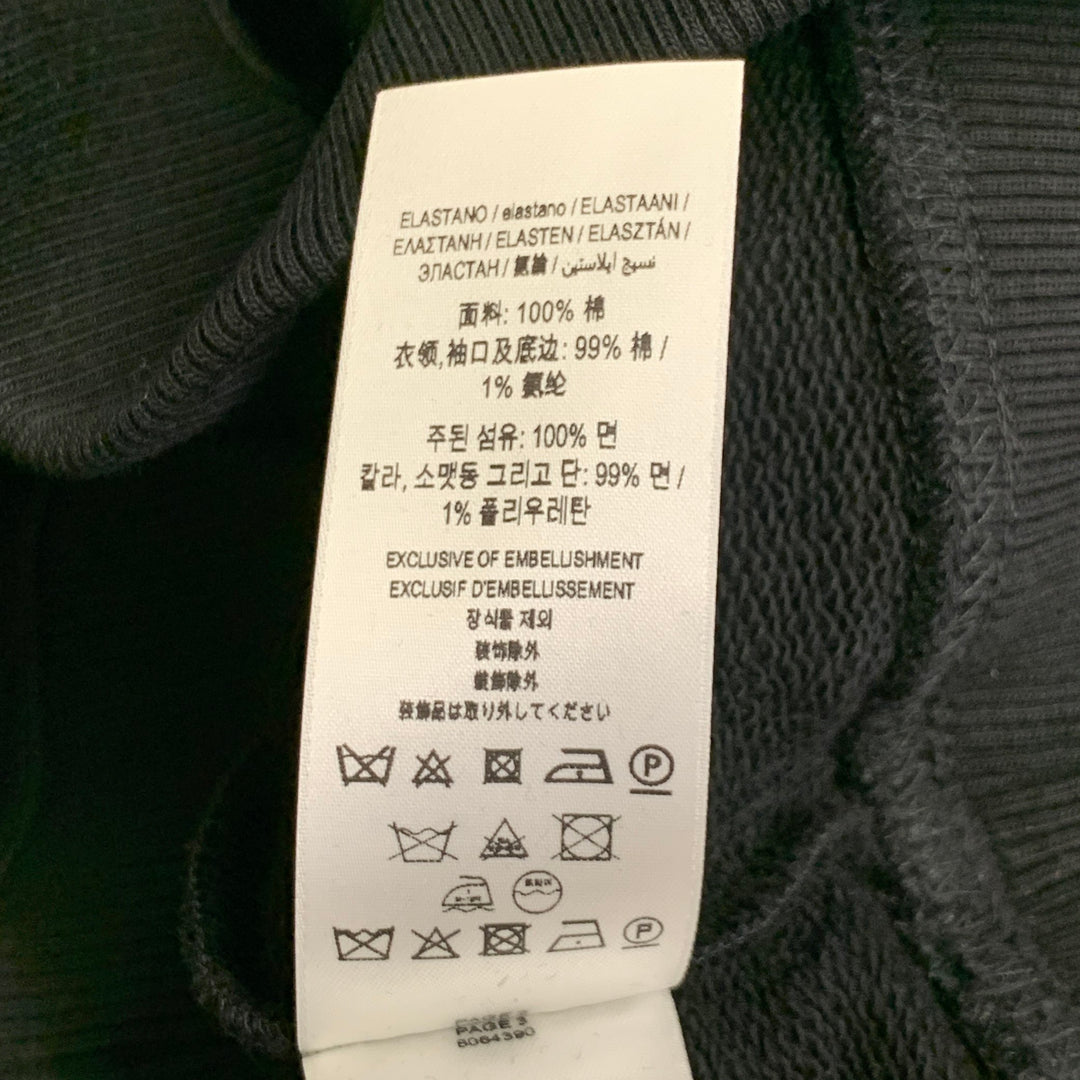 ELASTANO / elastano / ELASTAANI /
ΕΛΑΣΤΑΝΗ / ELASTEN / ELASZTÁN /
ЭЛАСТАН / 氨綸 / نسيج ايلاستين
面料: 100% 棉
衣领,袖口及底边: 99% 棉 /
1% 氨纶
주된 섬유: 100% 면
칼라, 소맷동 그리고 단: 99% 면 /
1% 폴리우레탄
EXCLUSIVE OF EMBELLISHMENT
EXCLUSIF D'EMBELLISSEMENT
장식물 제외
装饰除外
裝飾除外
装飾品は取り外してください
P
P
PAGE 3
8064390